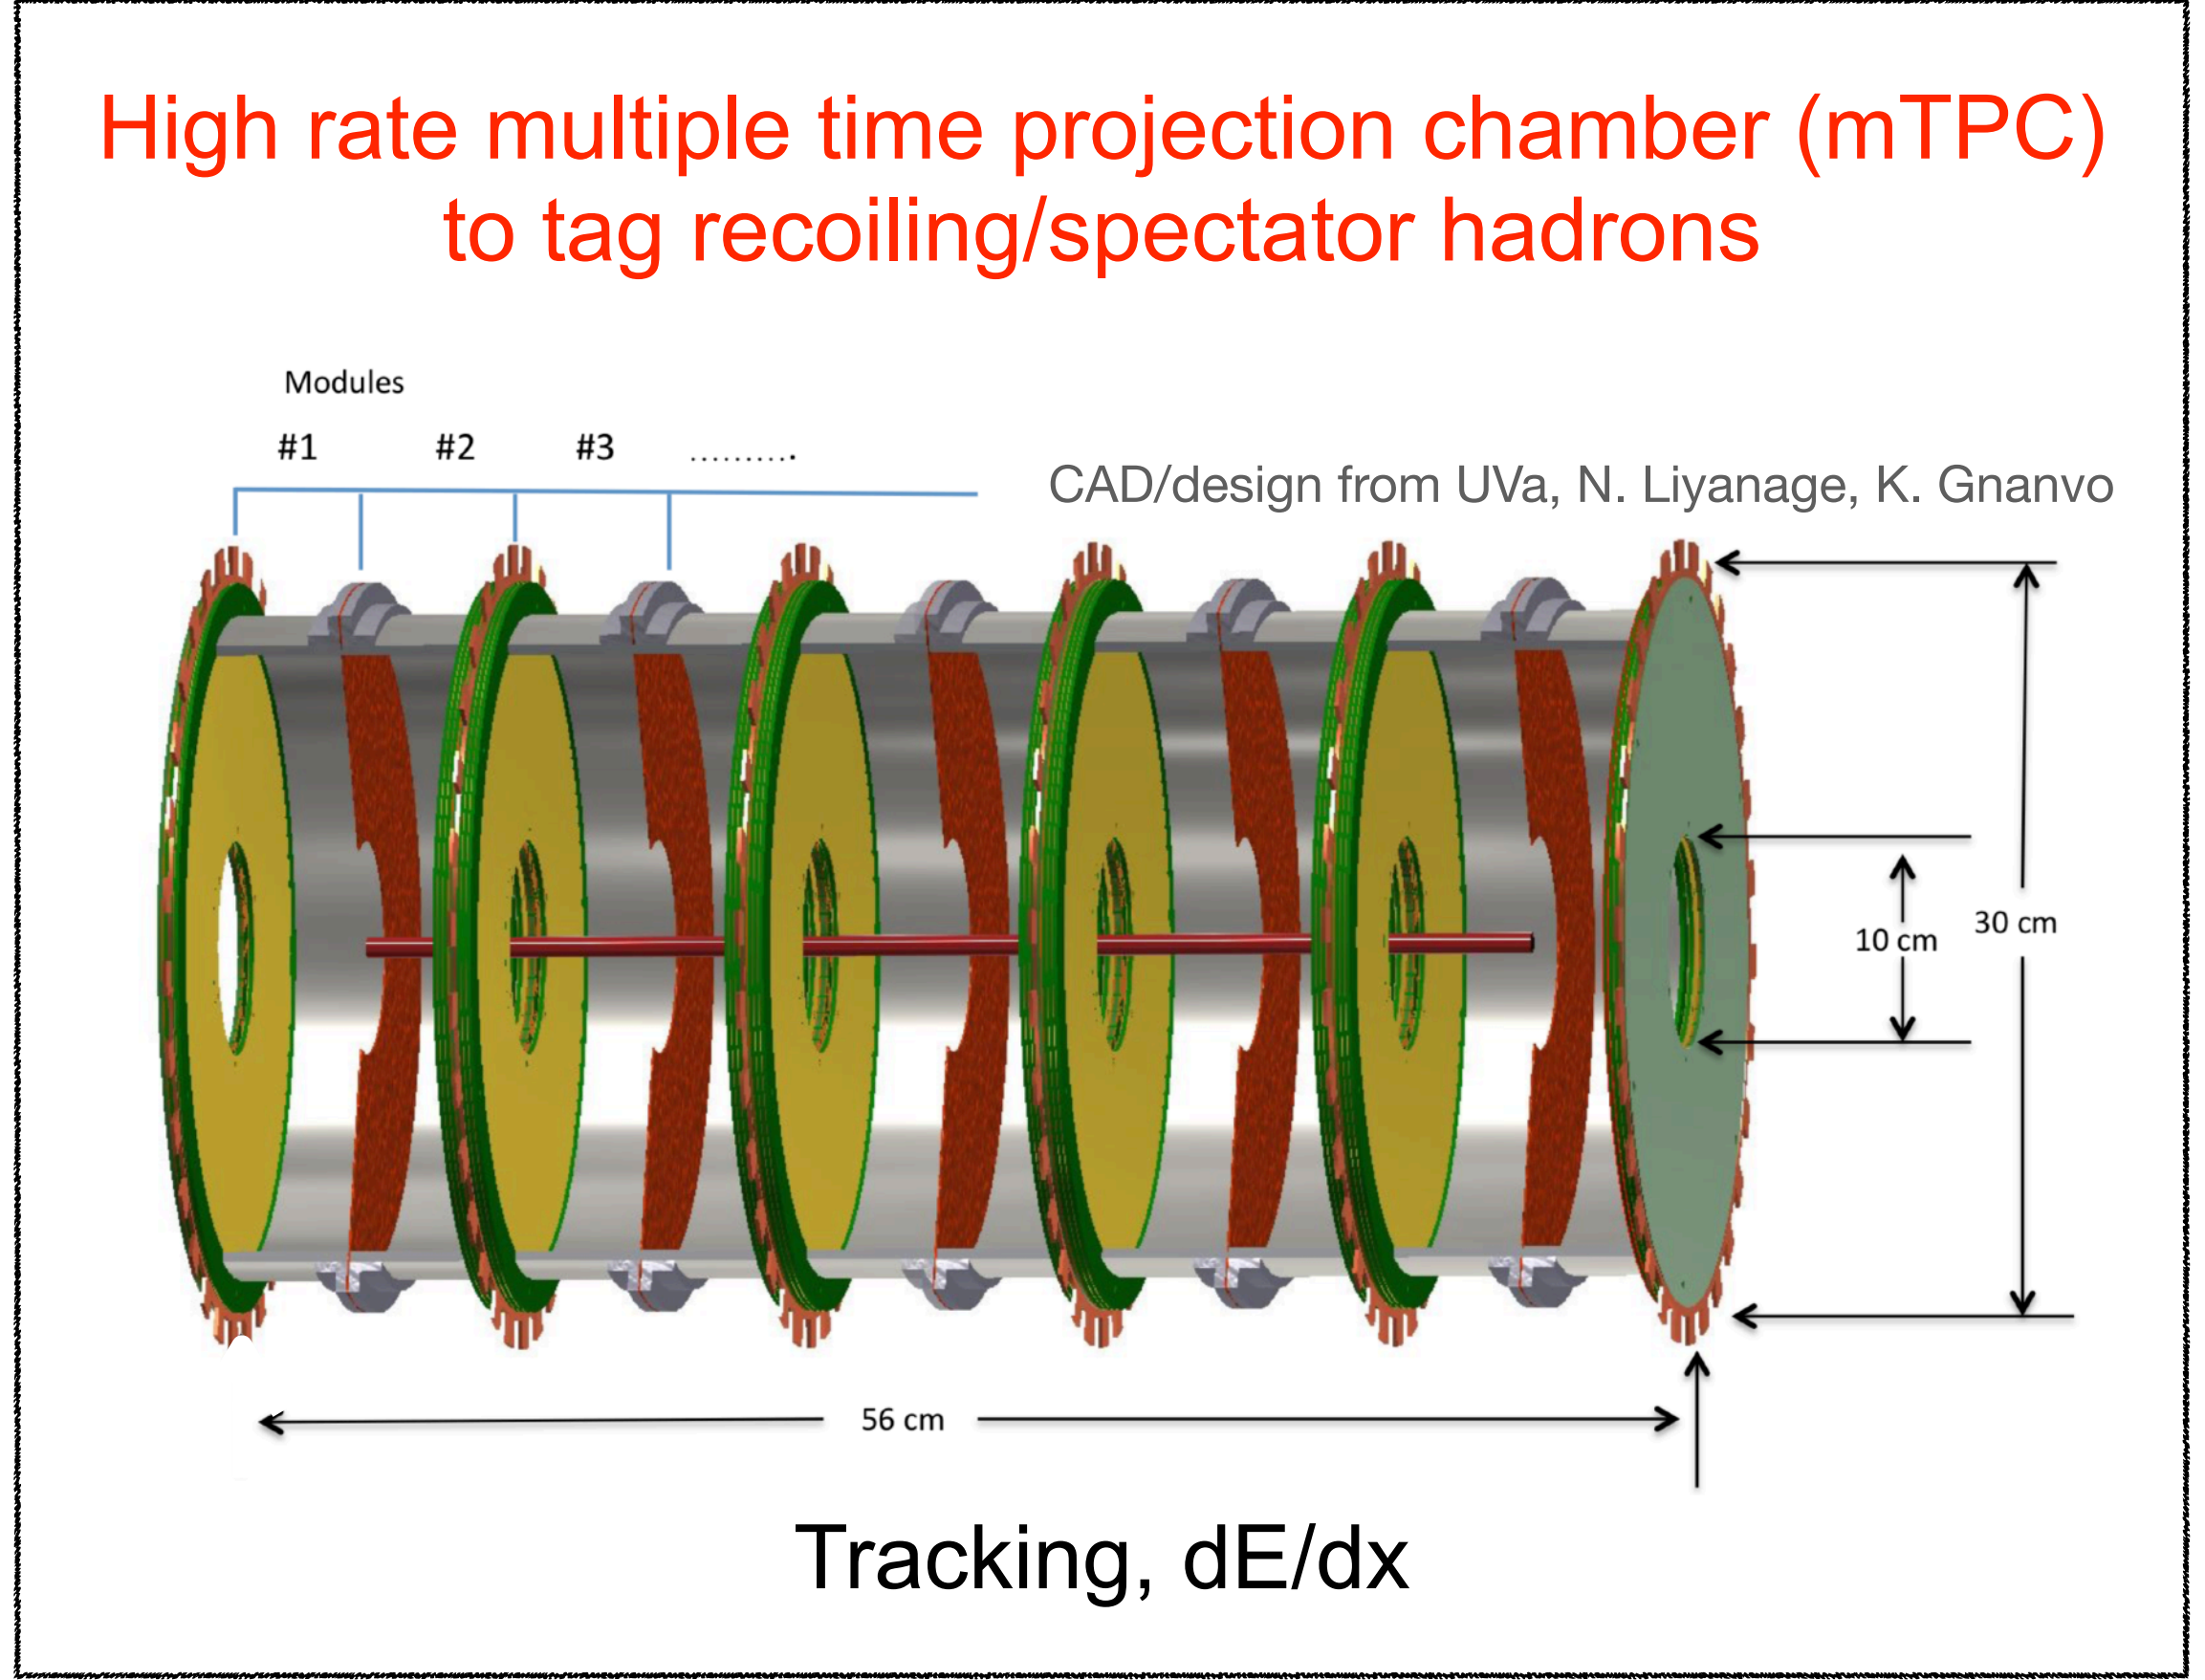 High rate multiple time projection chamber (mTPC)
to tag recoiling/spectator hadrons
Modules
#1 #2 #3 ..........
CAD/design from UVa, N. Liyanage, K. Gnanvo
10 cm
30 cm
56 cm
Tracking, dE/dx